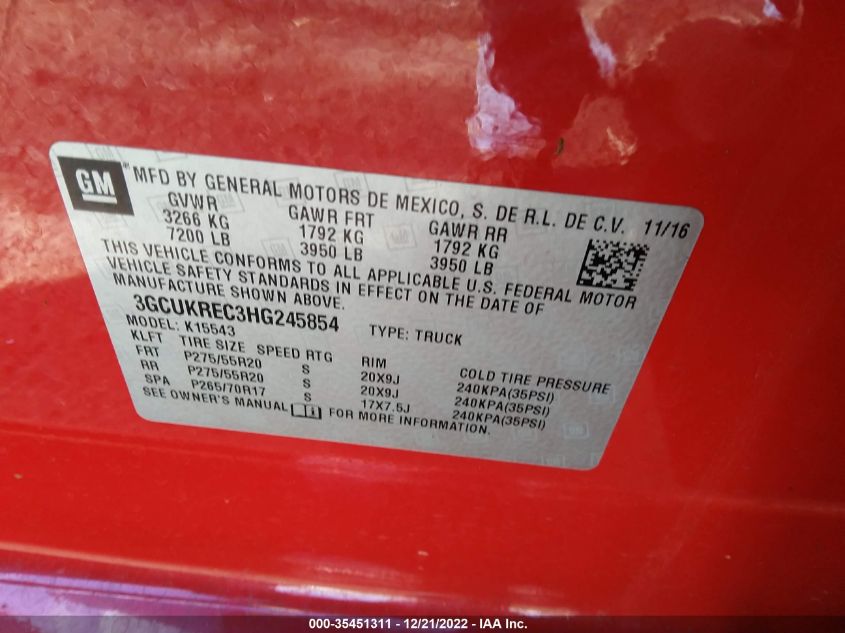 GM MFD BY GENERAL MOTORS DE MEXICO, S. DE R.L. DE C.V. 11/16
GVWR GAWR FRT GAWR RR
3266 KG 1792 KG 1792 KG
7200 LB 3950 LB 3950 LB
THIS VEHICLE CONFORMS TO ALL APPLICABLE U.S. FEDERAL MOTOR
VEHICLE SAFETY STANDARDS IN EFFECT ON THE DATE OF
MANUFACTURE SHOWN ABOVE.
3GCUKREC3HG245854 TYPE: TRUCK
MODEL: K15543
KLFT TIRE SIZE SPEED RTG RIM COLD TIRE PRESSURE
FRT P275/55R20 S 20X9J 240KPA(35PSI)
RR P275/55R20 S 20X9J 240KPA(35PSI)
SPA P265/70R17 S 17X7.5J 240KPA(35PSI)
SEE OWNER'S MANUAL FOR MORE INFORMATION.
000-35451311 - 12/21/2022 - IAA Inc.